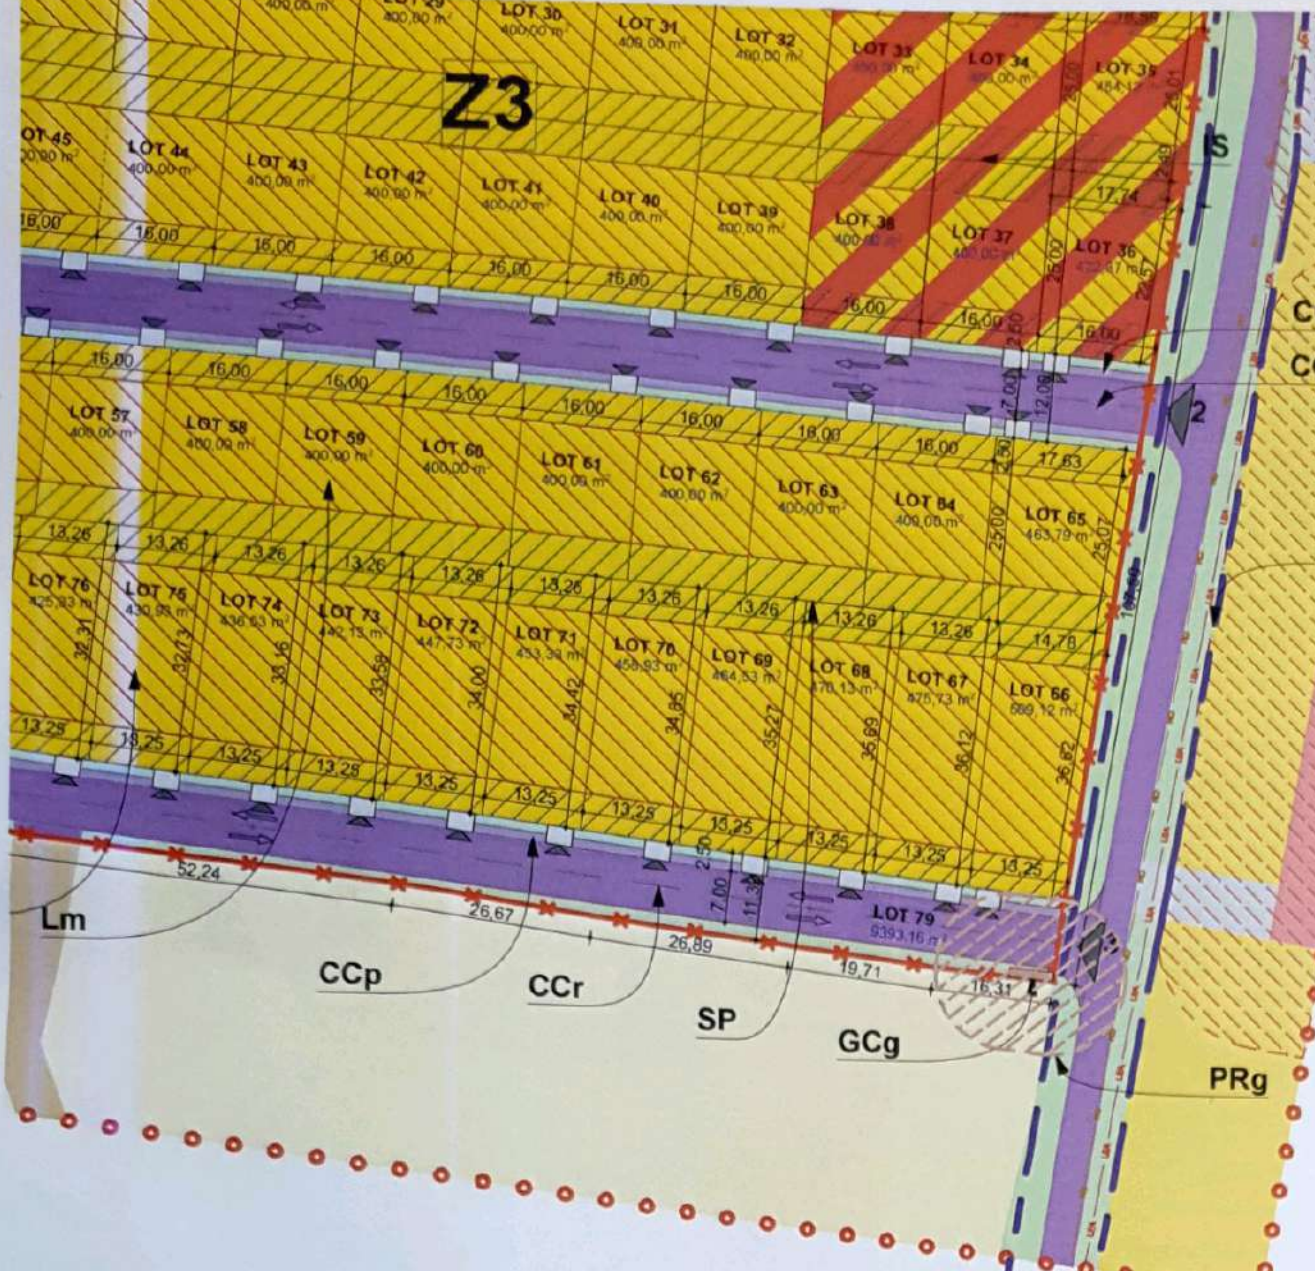 400,00 m²
400,00 m²
LOT 30
400,00 m²
LOT 31
400,00 m²
LOT 32
400,00 m²
LOT 33
LOT 34
LOT 35
Z3
25,00
IS
17,74
LOT 44
400,00 m²
LOT 43
400,00 m²
LOT 42
400,00 m²
LOT 41
400,00 m²
LOT 40
400,00 m²
LOT 39
400,00 m²
LOT 38
400,00 m²
LOT 37
400,00 m²
LOT 36
25,00
16,00
16,00
16,00
16,00
16,00
16,00
16,00
16,00
16,00
16,00
2,50
7,00
12,00
2,50
2
16,00
16,00
16,00
16,00
16,00
16,00
16,00
16,00
17,63
LOT 57
400,00 m²
LOT 58
400,00 m²
LOT 59
400,00 m²
LOT 60
400,00 m²
LOT 61
400,00 m²
LOT 62
400,00 m²
LOT 63
400,00 m²
LOT 64
400,00 m²
LOT 65
463,79 m²
25,00
25,07
13,26
13,26
13,26
13,26
13,26
13,26
13,26
13,26
13,26
13,26
14,78
LOT 76
LOT 75
LOT 74
LOT 73
442,13 m²
LOT 72
447,73 m²
LOT 71
LOT 70
LOT 69
464,53 m²
LOT 68
470,13 m²
LOT 67
475,73 m²
LOT 66
32,31
32,73
33,16
33,58
34,00
34,42
34,85
35,27
35,69
36,12
36,62
13,25
13,25
13,25
13,25
13,25
13,25
13,25
13,25
13,25
13,25
13,25
2,50
7,00
LOT 79
9393,16 m²
52,24
26,67
26,89
19,71
16,31
Lm
CCp
CCr
SP
GCg
PRg